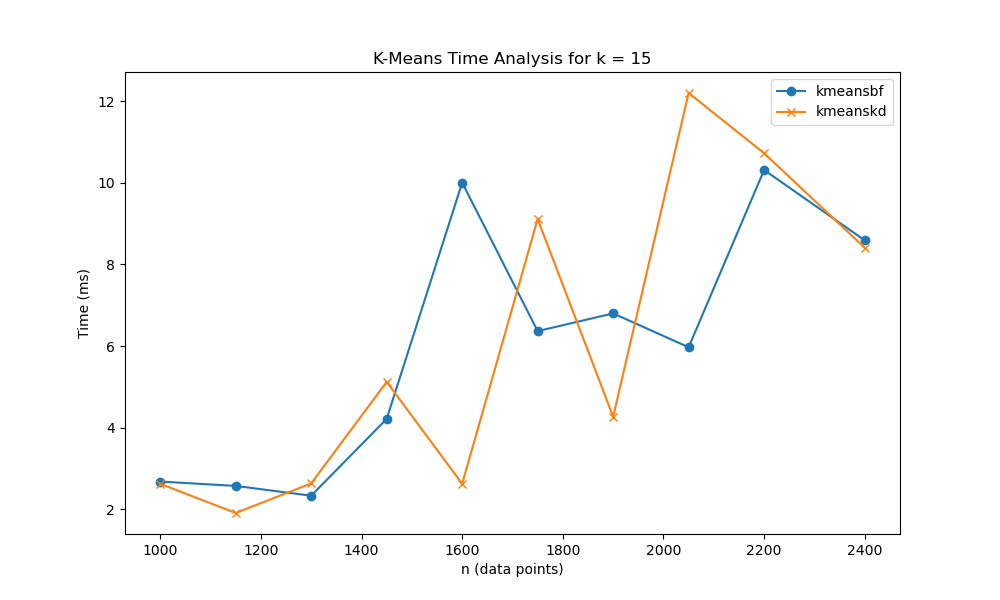 K-Means Time Analysis for k = 15
kmeansbf
kmeanskd
12
10
8
6
4
2
Time (ms)
1000 1200 1400 1600 1800 2000 2200 2400
n (data points)